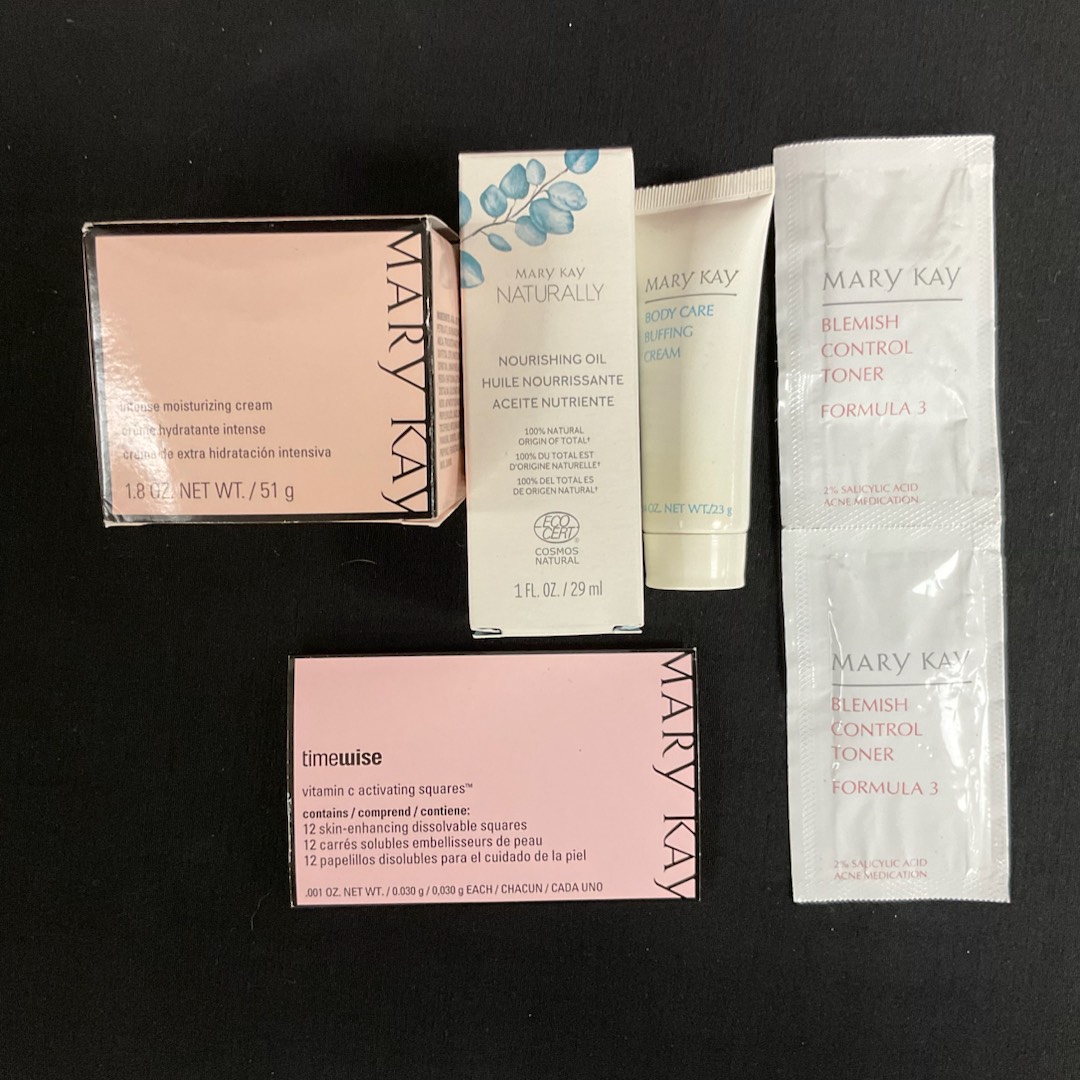 MARY KAY
intense moisturizing cream
crème hydratante intense
crema de extra hidratación intensiva
1.8 OZ. NET WT. / 51 g
MARY KAY
NATURALLY
NOURISHING OIL
HUILE NOURRISSANTE
ACEITE NUTRIENTE
100% NATURAL
ORIGIN OF TOTAL†
100% DU TOTAL EST
D'ORIGINE NATURELLE†
100% DEL TOTAL ES
DE ORIGEN NATURAL†
ECO
CERT®
COSMOS
NATURAL
1 FL. OZ. / 29 ml
MARY KAY
BODY CARE
BUFFING
CREAM
OZ. NET WT./23 g
MARY KAY
BLEMISH
CONTROL
TONER
FORMULA 3
2% SALICYLIC ACID
ACNE MEDICATION
MARY KAY
BLEMISH
CONTROL
TONER
FORMULA 3
2% SALICYLIC ACID
ACNE MEDICATION
MARY KAY
timewise
vitamin c activating squares™
contains / comprend / contiene:
12 skin-enhancing dissolvable squares
12 carrés solubles embellisseurs de peau
12 papelillos disolubles para el cuidado de la piel
.001 OZ. NET WT. / 0.030 g / 0,030 g EACH / CHACUN / CADA UNO